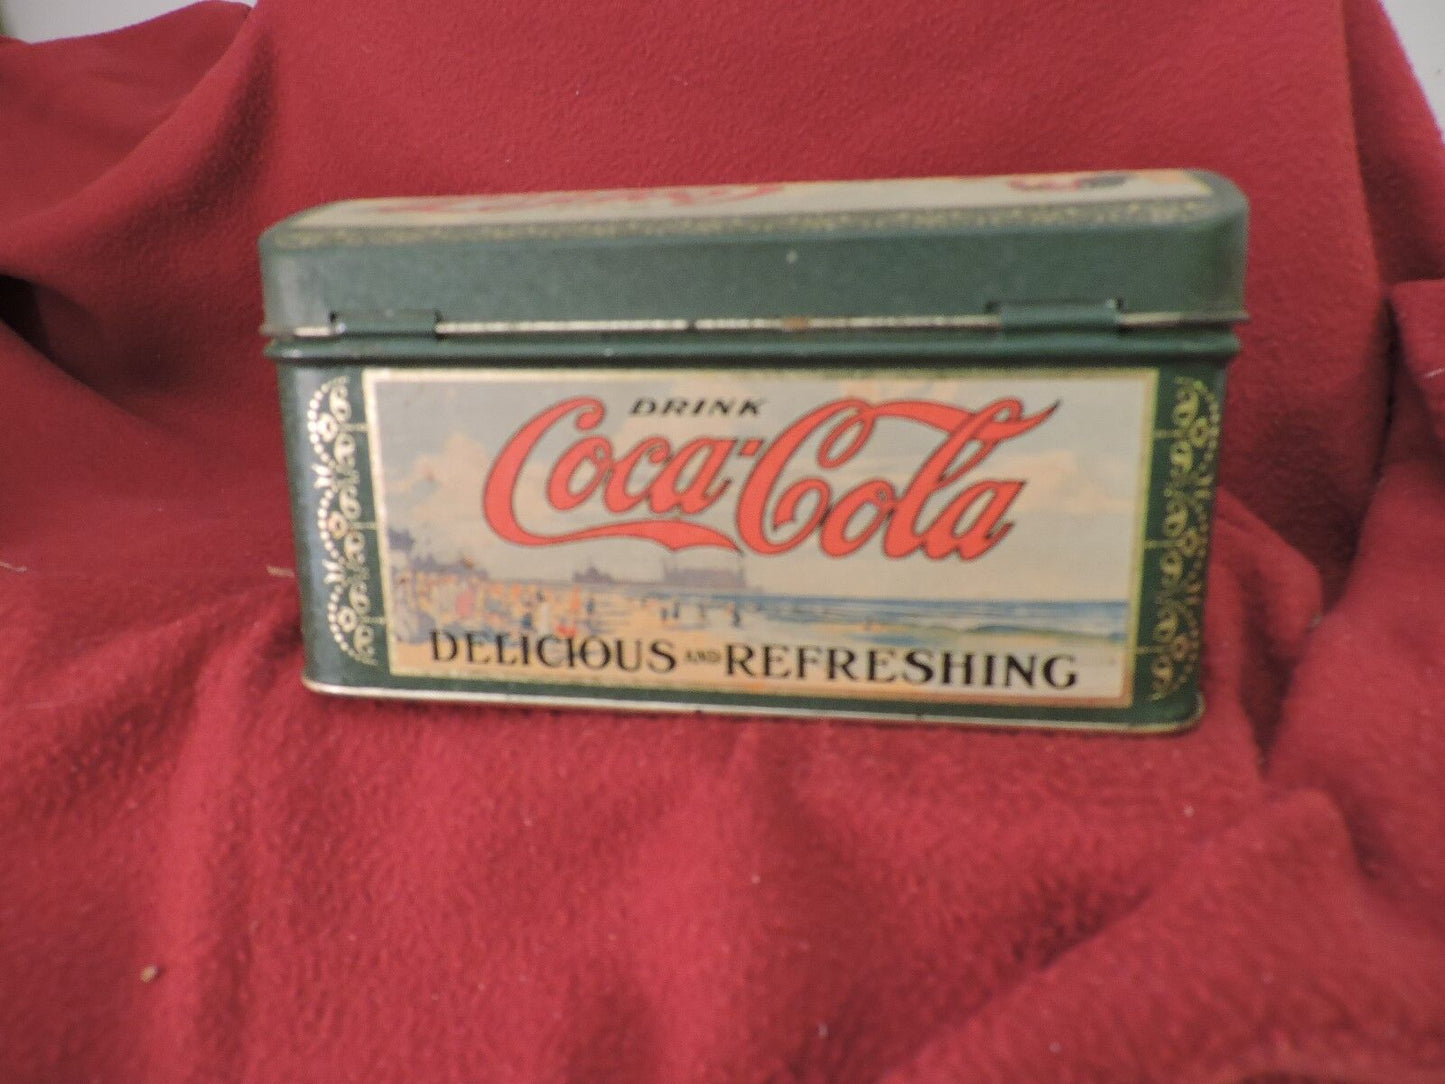 DRINK
Coca-Cola
DELICIOUS AND REFRESHING